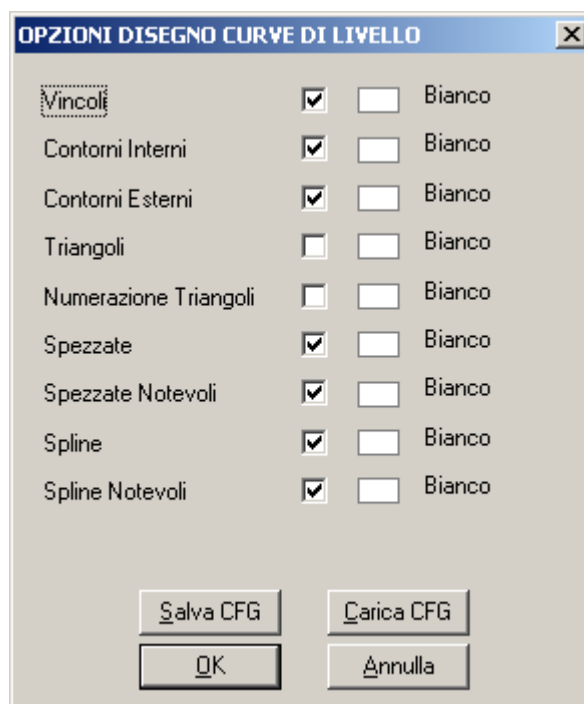 OPZIONI DISEGNO CURVE DI LIVELLO
Vincoli Bianco
Contorni Interni Bianco
Contorni Esterni Bianco
Triangoli Bianco
Numerazione Triangoli Bianco
Spezzate Bianco
Spezzate Notevoli Bianco
Spline Bianco
Spline Notevoli Bianco
Salva CFG Carica CFG
OK Annulla